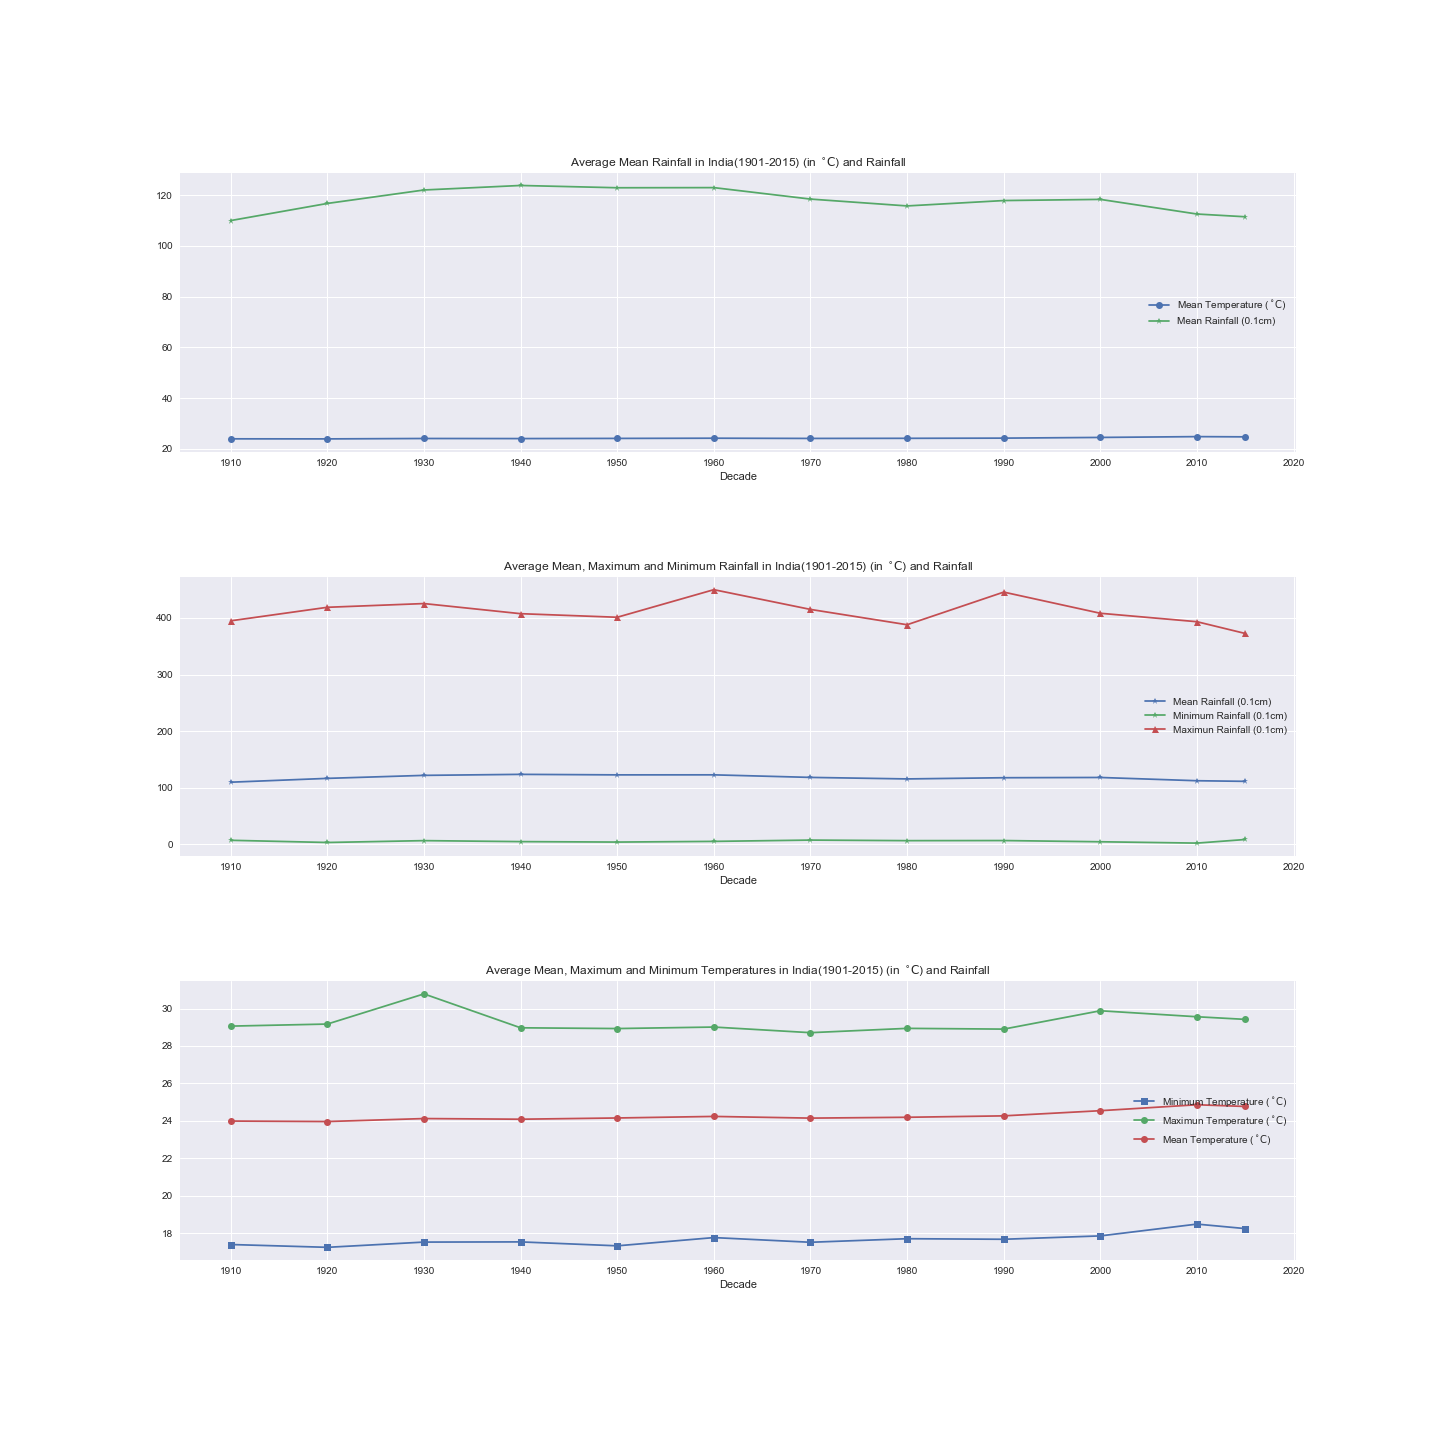 Average Mean Rainfall in India(1901-2015) (in °C) and Rainfall
120
100
80
60
40
20
Mean Temperature (°C)
Mean Rainfall (0.1cm)
1910 1920 1930 1940 1950 1960 1970 1980 1990 2000 2010 2020
Decade
Average Mean, Maximum and Minimum Rainfall in India(1901-2015) (in °C) and Rainfall
400
300
200
100
0
Mean Rainfall (0.1cm)
Minimum Rainfall (0.1cm)
Maximun Rainfall (0.1cm)
1910 1920 1930 1940 1950 1960 1970 1980 1990 2000 2010 2020
Decade
Average Mean, Maximum and Minimum Temperatures in India(1901-2015) (in °C) and Rainfall
30
28
26
24
22
20
18
Minimum Temperature (°C)
Maximun Temperature (°C)
Mean Temperature (°C)
1910 1920 1930 1940 1950 1960 1970 1980 1990 2000 2010 2020
Decade